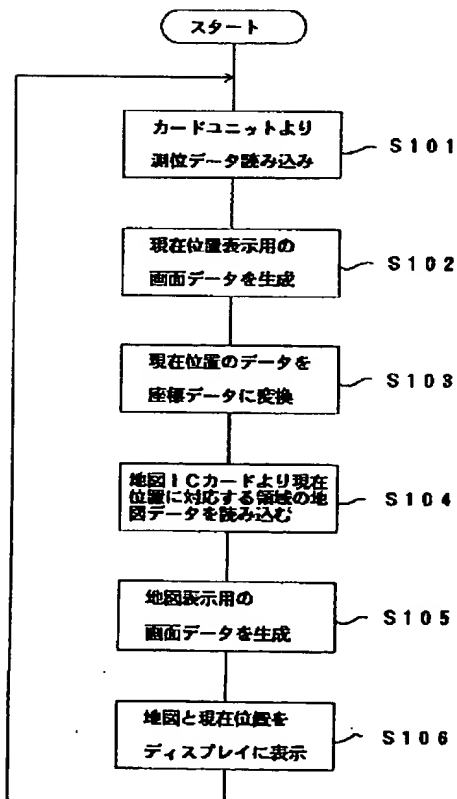 スタート
カードユニットより
測位データ読み込み
S101
現在位置表示用の
画面データを生成
S102
現在位置のデータを
座標データに変換
S103
地図ICカードより現在
位置に対応する領域の地
図データを読み込む
S104
地図表示用の
画面データを生成
S105
地図と現在位置を
ディスプレイに表示
S106